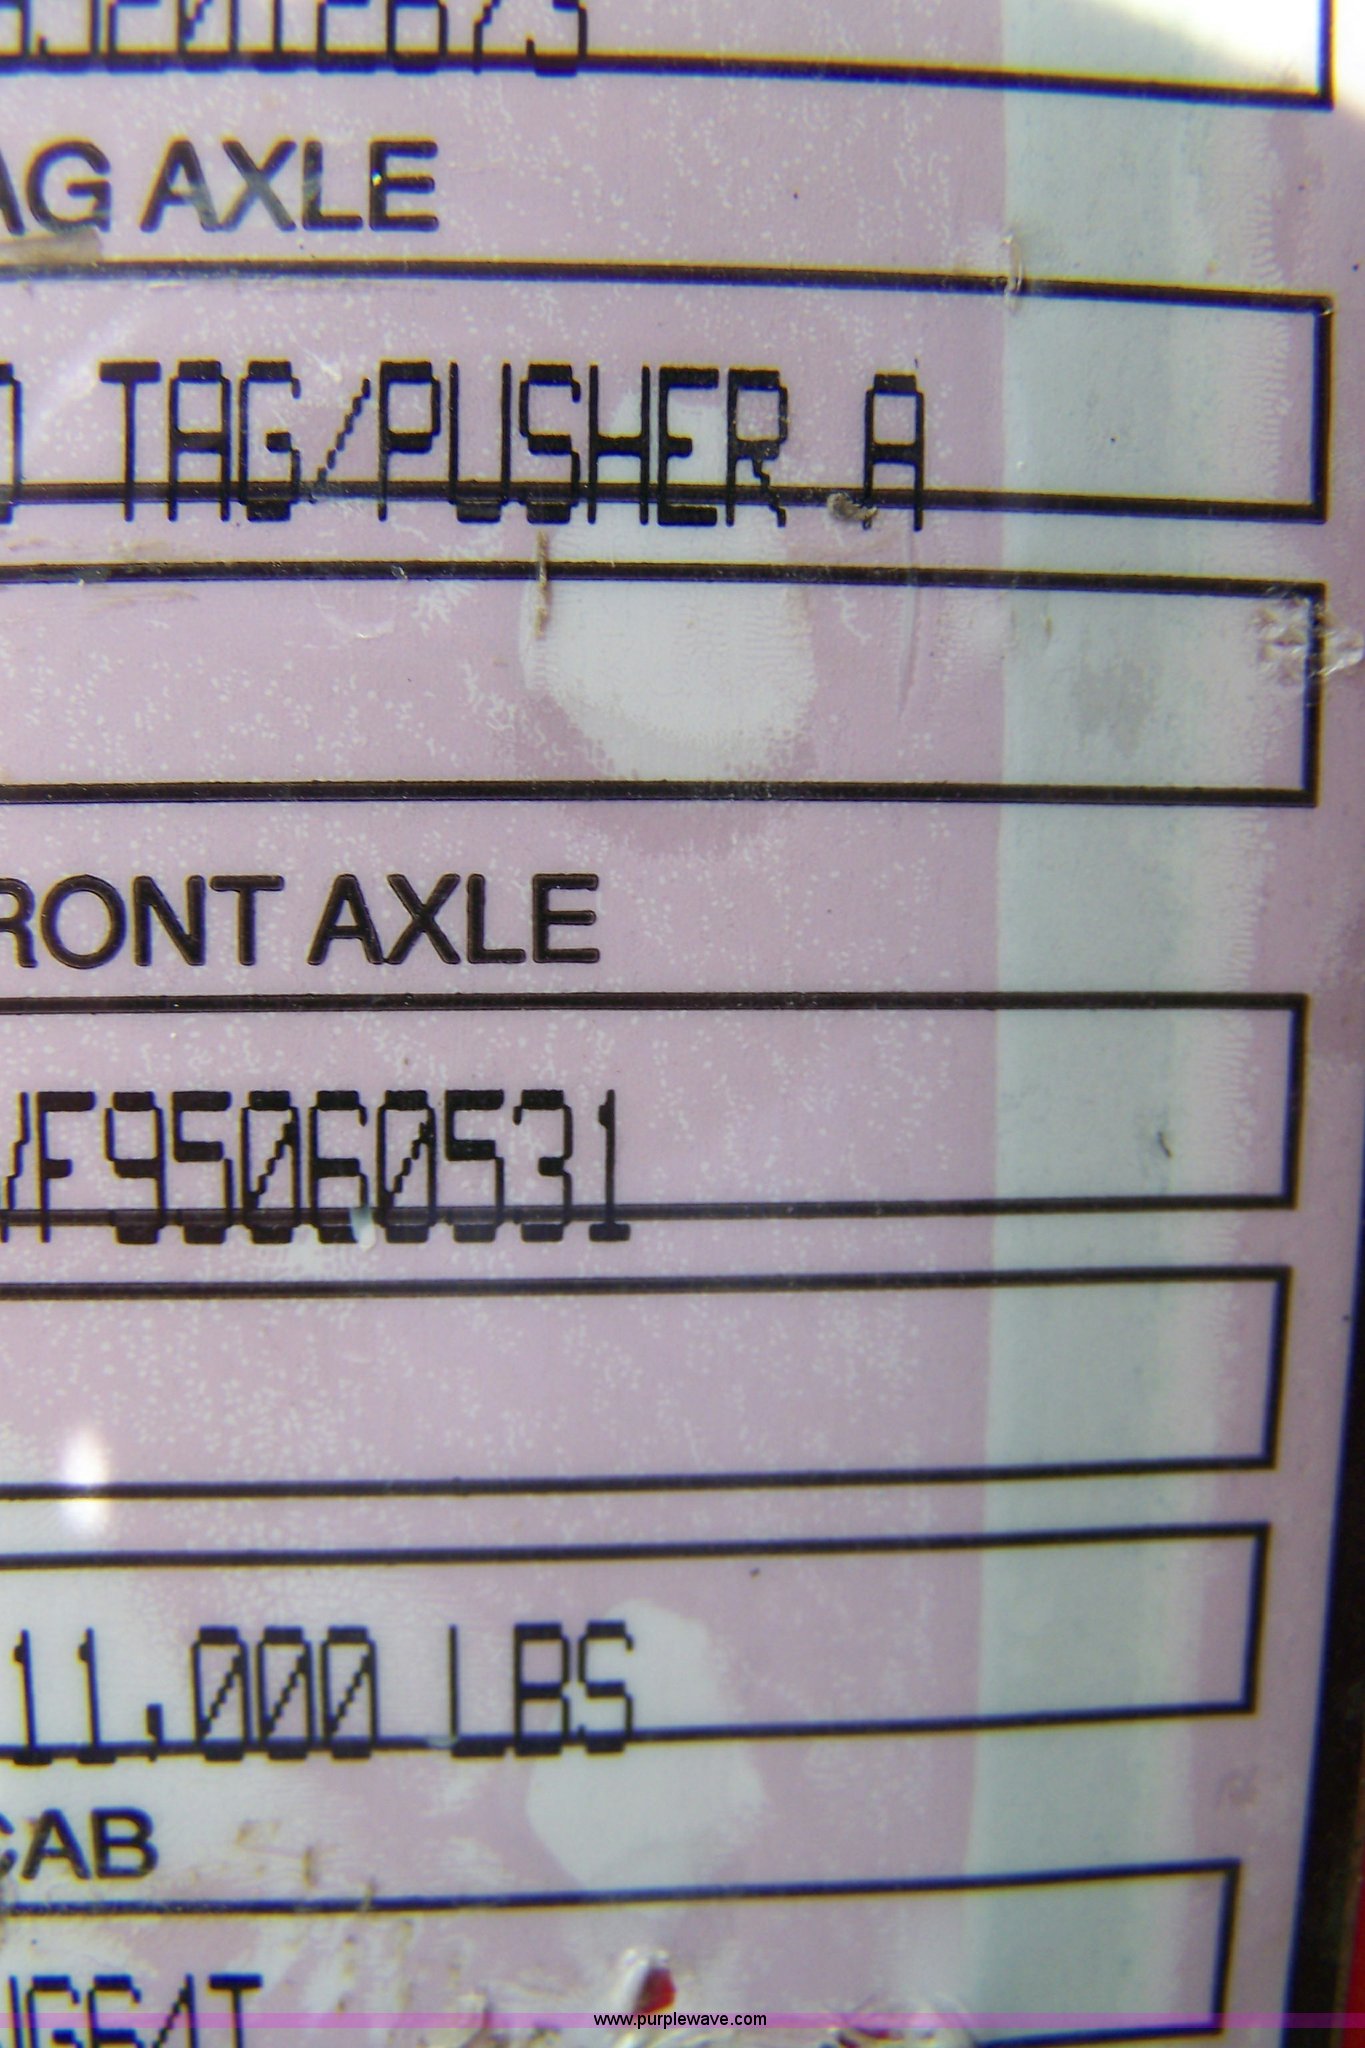 AG AXLE
TAG/PUSHER A
RONT AXLE
F95060531
11,000 LBS
CAB
www.purplewave.com